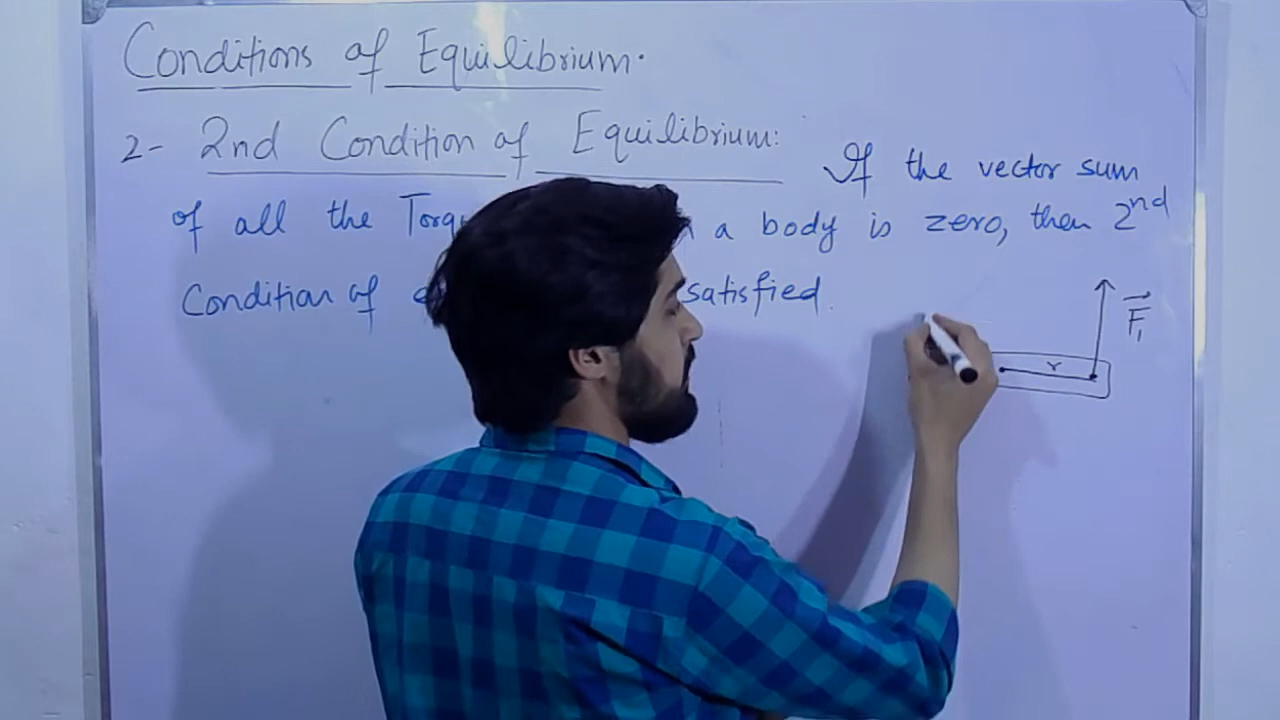 Conditions of Equilibrium.
2- 2nd Condition of Equilibrium: If the vector sum
of all the a body is zero, then 2nd
Condition of satisfied.
F₁
r